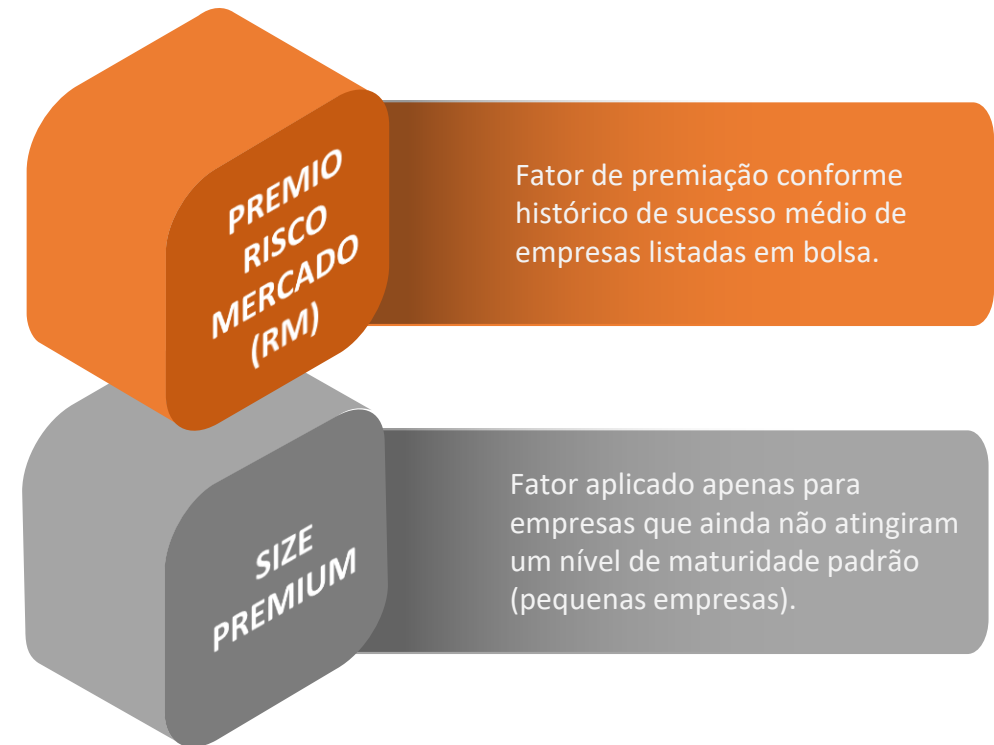 PREMIO
RISCO
MERCADO
(RM)
Fator de premiação conforme
histórico de sucesso médio de
empresas listadas em bolsa.
SIZE
PREMIUM
Fator aplicado apenas para
empresas que ainda não atingiram
um nível de maturidade padrão
(pequenas empresas).